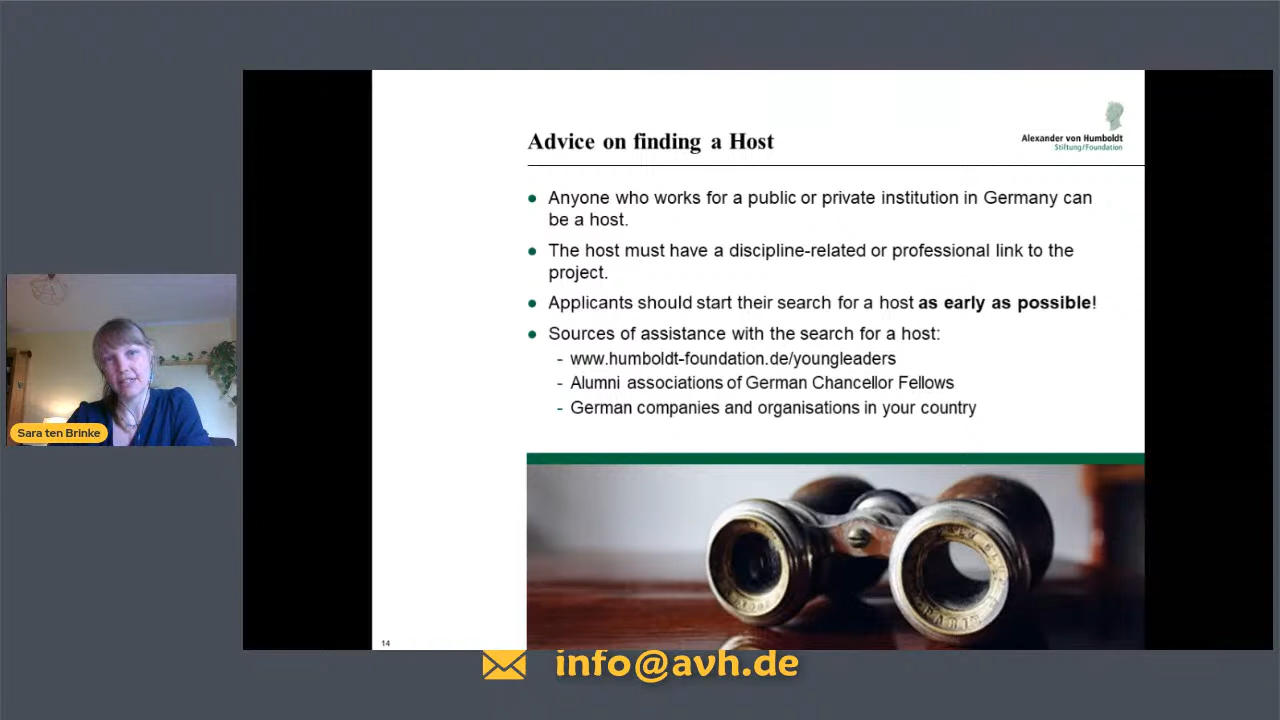 Alexander von Humboldt
Stiftung/Foundation
Advice on finding a Host
Anyone who works for a public or private institution in Germany can
be a host.
The host must have a discipline-related or professional link to the
project.
Applicants should start their search for a host as early as possible!
Sources of assistance with the search for a host:
- www.humboldt-foundation.de/youngleaders
- Alumni associations of German Chancellor Fellows
- German companies and organisations in your country
Sara ten Brinke
14
info@avh.de